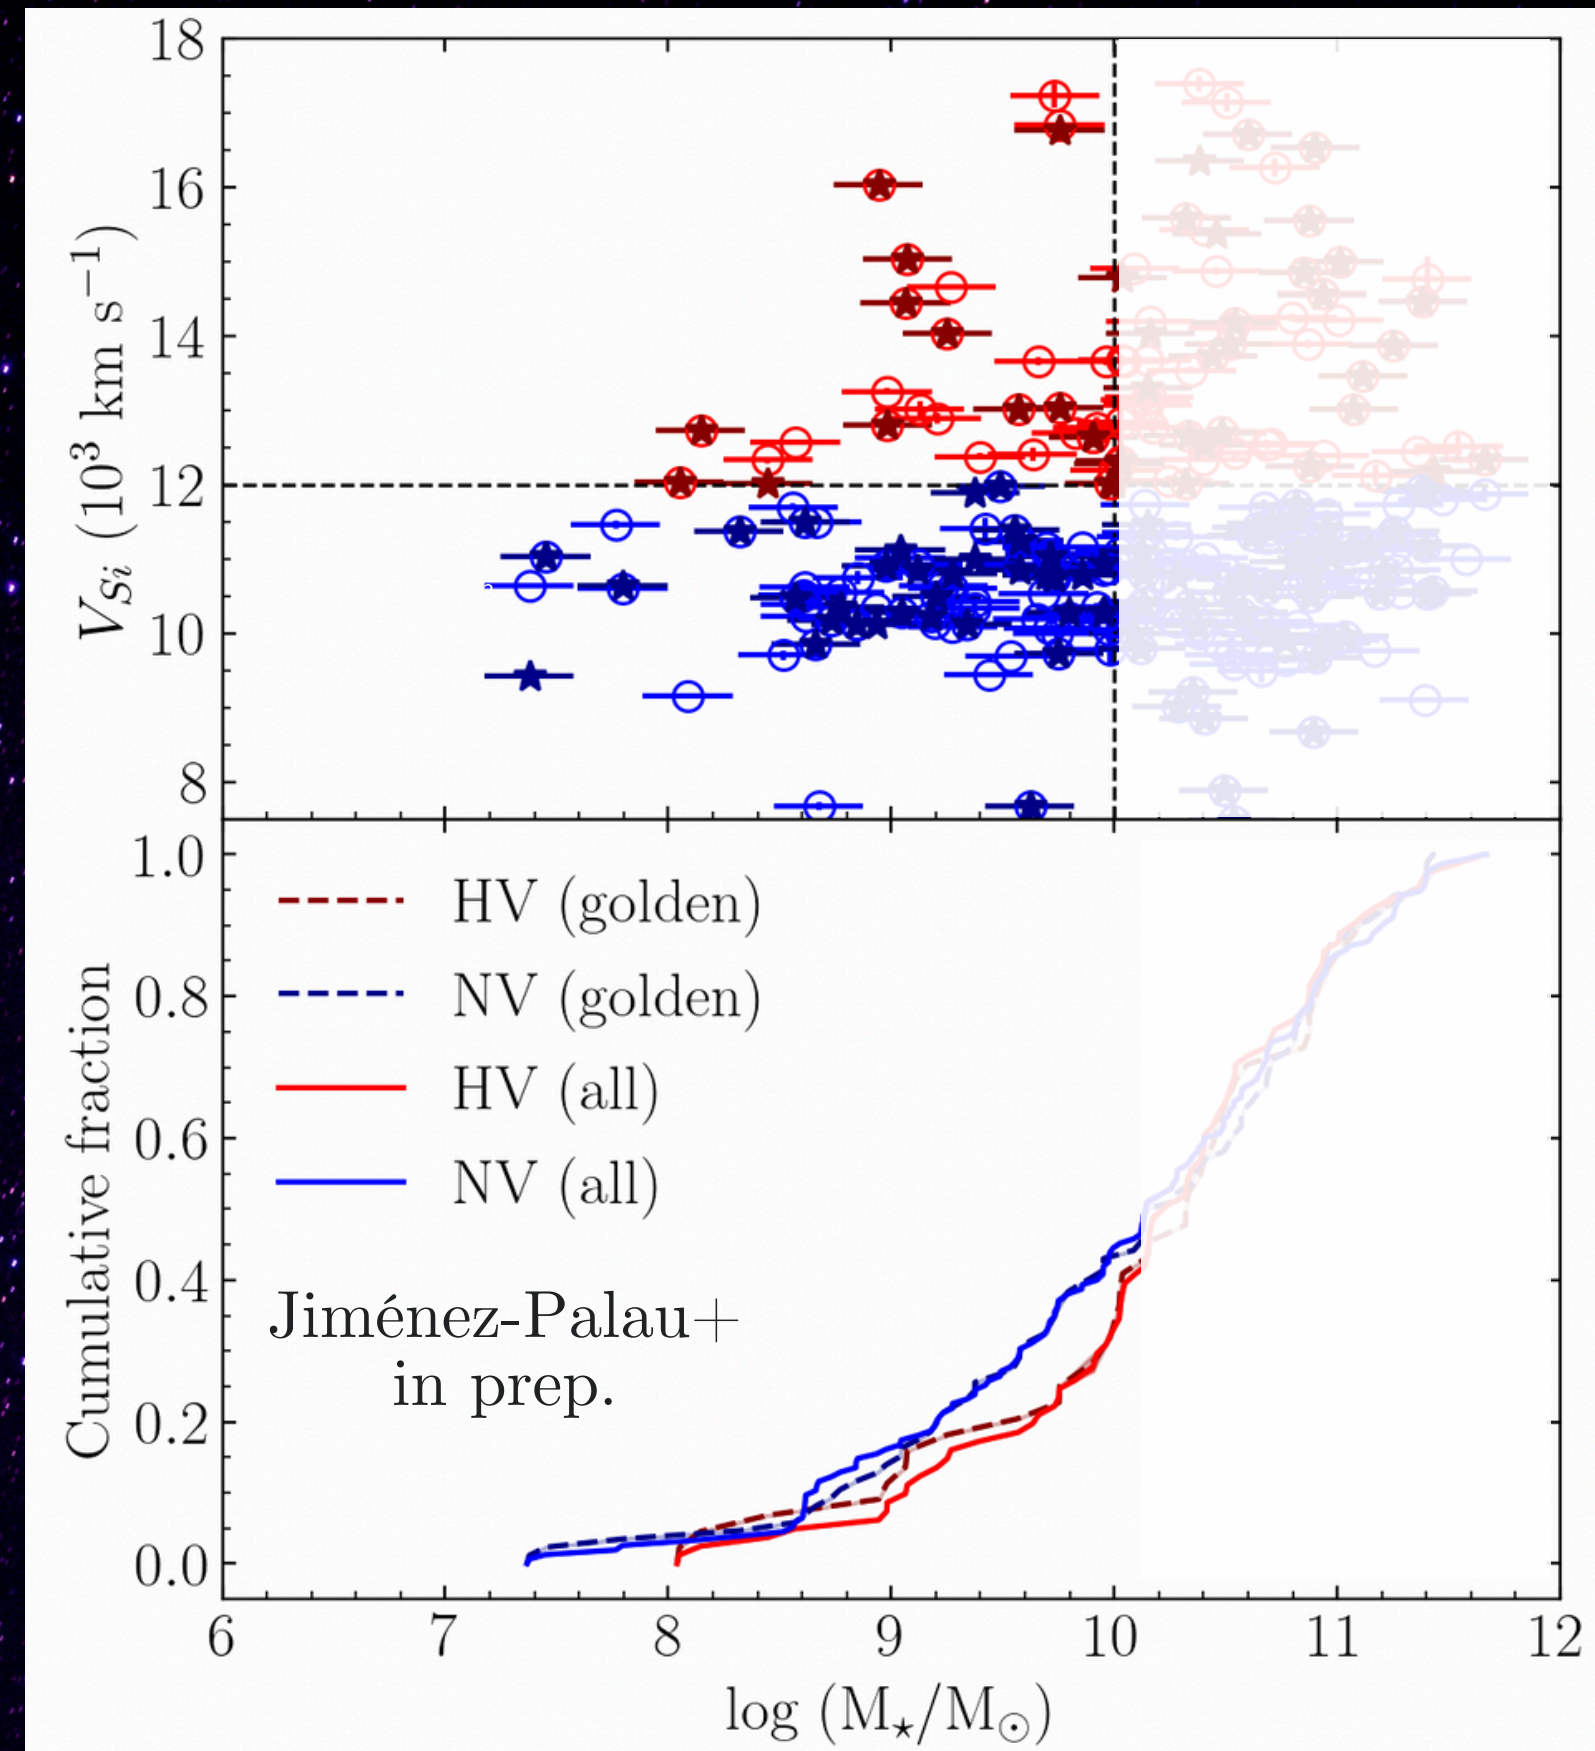 18
16
14
12
10
8
V_Si (10³ km s⁻¹)
1.0
0.8
0.6
0.4
0.2
0.0
Cumulative fraction
HV (golden)
NV (golden)
HV (all)
NV (all)
Jiménez-Palau+
in prep.
6 7 8 9 10 11 12
log (M⋆/M☉)